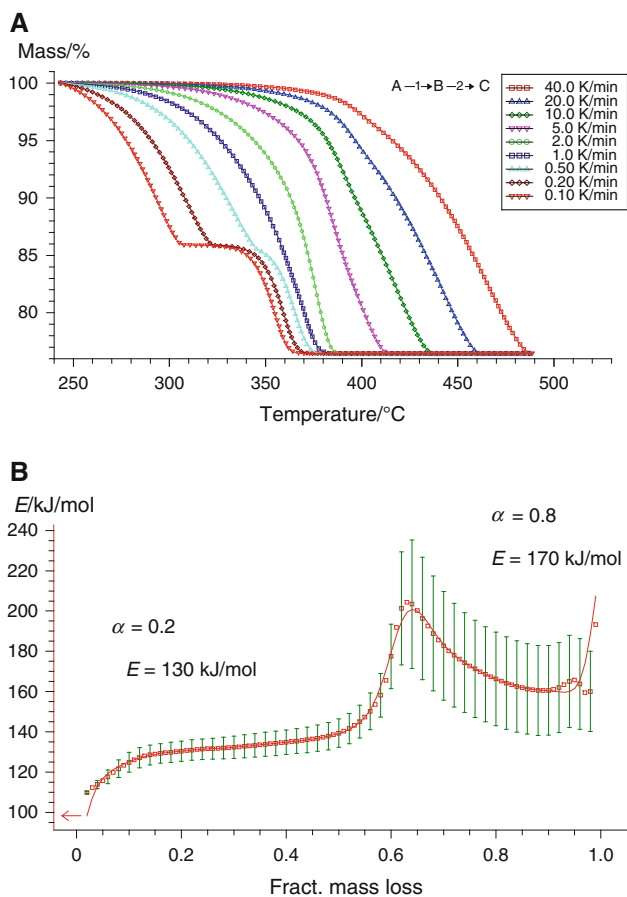 A
Mass/%
A –1→ B –2→ C
40.0 K/min
20.0 K/min
10.0 K/min
5.0 K/min
2.0 K/min
1.0 K/min
0.50 K/min
0.20 K/min
0.10 K/min
100
95
90
85
80
250 300 350 400 450 500
Temperature/°C
B
E/kJ/mol
240
220
200
180
160
140
120
100
α = 0.8
E = 170 kJ/mol
α = 0.2
E = 130 kJ/mol
0 0.2 0.4 0.6 0.8 1.0
Fract. mass loss